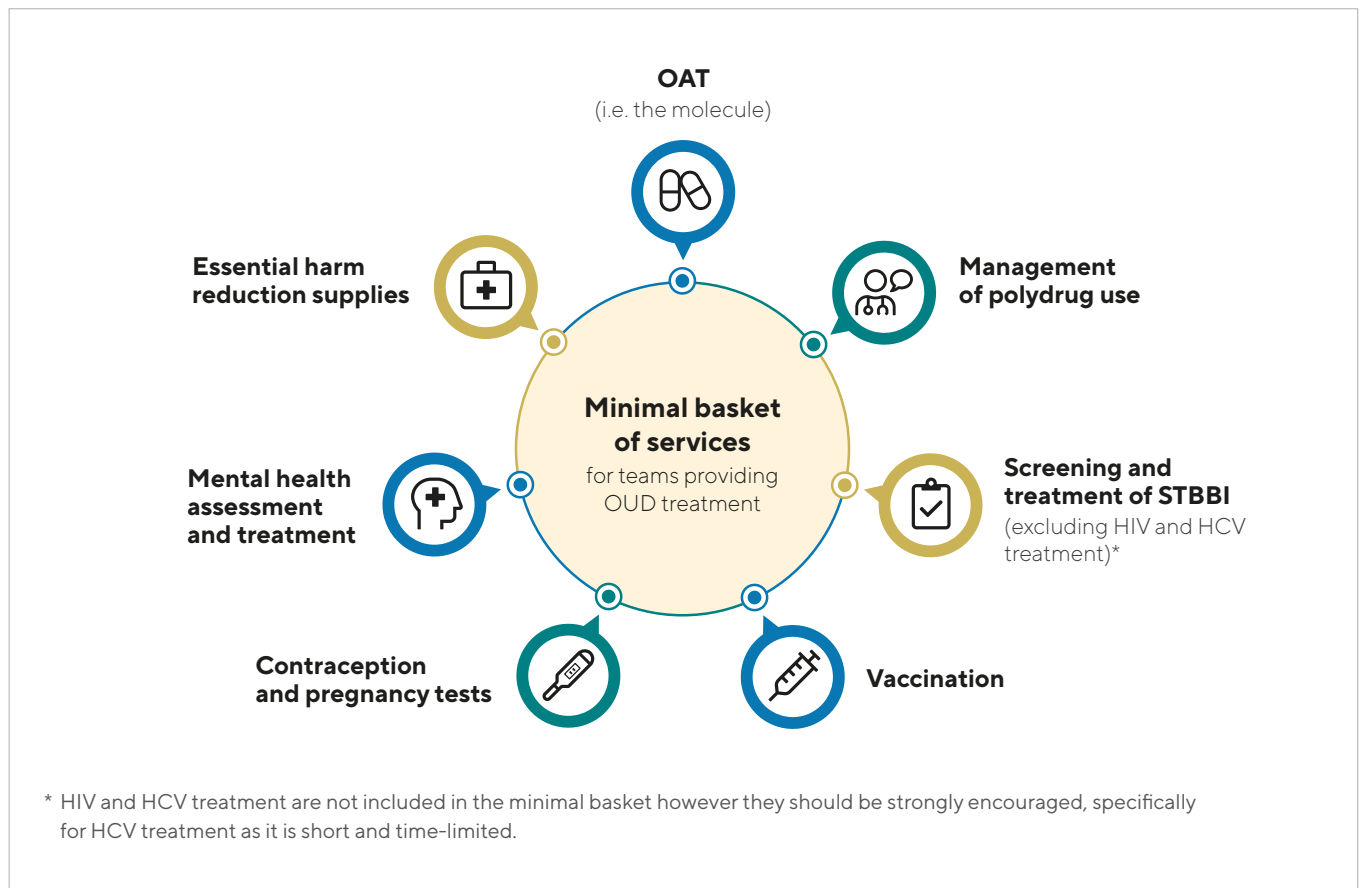 OAT
(i.e. the molecule)
Essential harm
reduction supplies
Management
of polydrug use
Minimal basket
of services
for teams providing
OUD treatment
Mental health
assessment
and treatment
Screening and
treatment of STBBI
(excluding HIV and HCV
treatment)*
Contraception
and pregnancy tests
Vaccination
* HIV and HCV treatment are not included in the minimal basket however they should be strongly encouraged, specifically
for HCV treatment as it is short and time-limited.